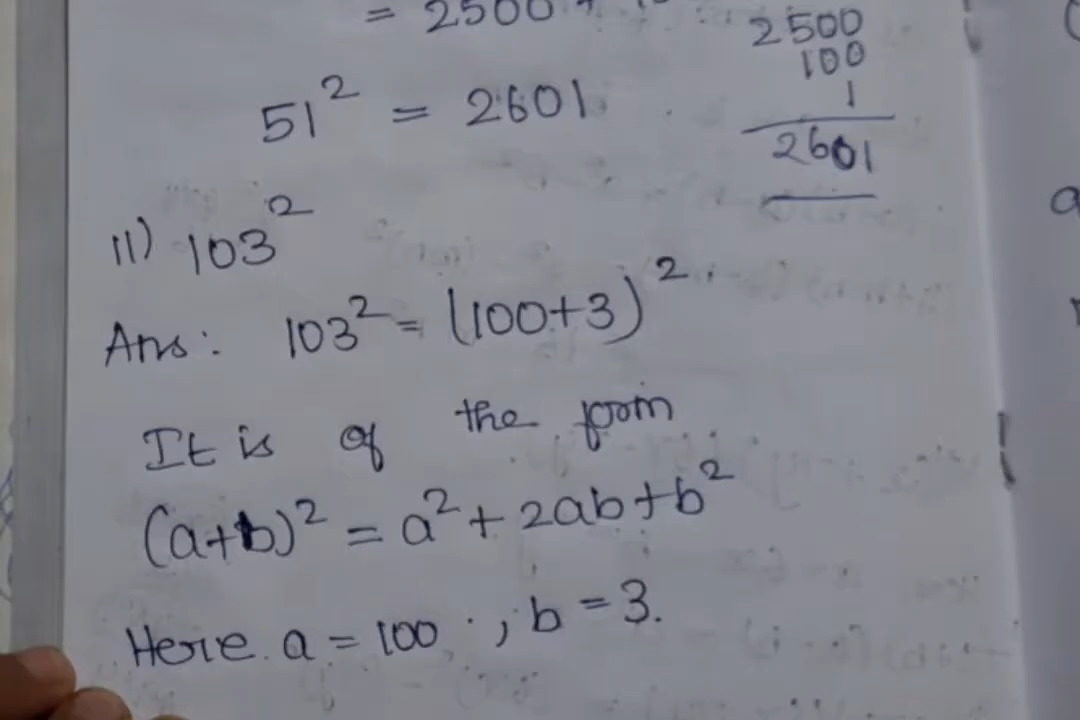 = 2500 +
2500
100
1
2601
51² = 2601
11) 103²
Ans: 103² = (100+3)²
It is of the form
(a+b)² = a² + 2ab + b²
Here a = 100 ; b = 3.